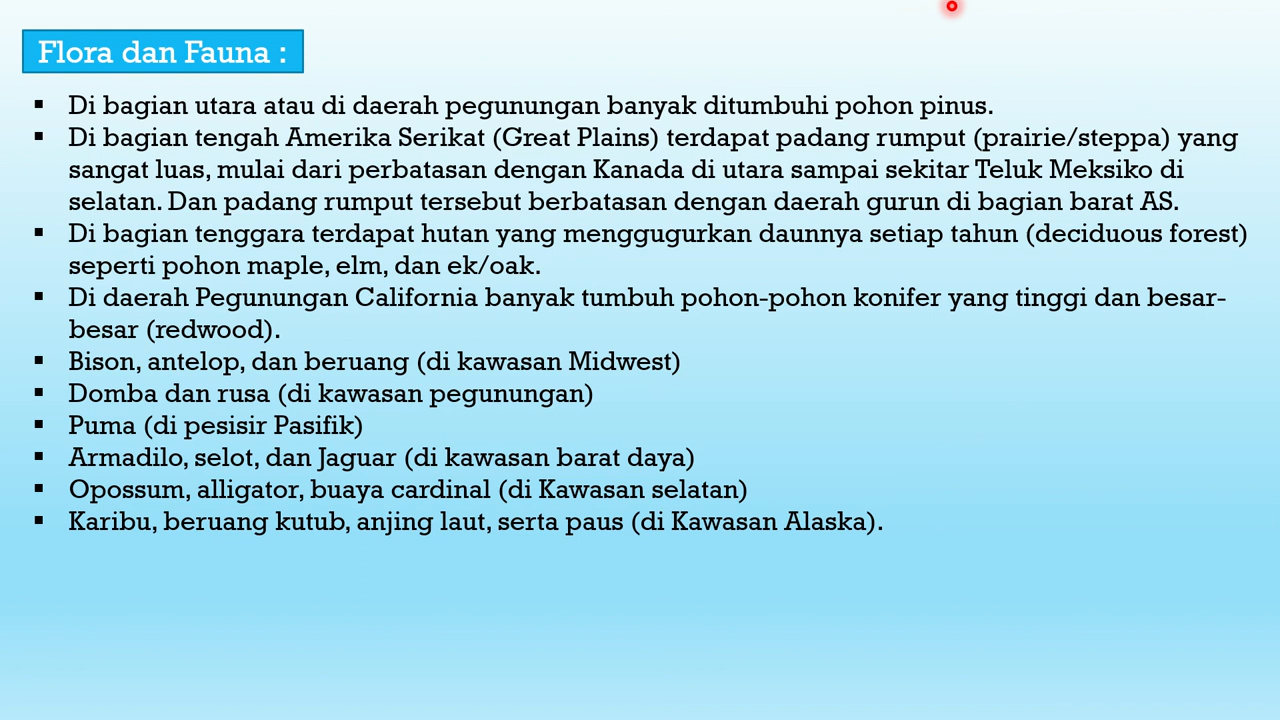 Flora dan Fauna :
▪ Di bagian utara atau di daerah pegunungan banyak ditumbuhi pohon pinus.
▪ Di bagian tengah Amerika Serikat (Great Plains) terdapat padang rumput (prairie/steppa) yang
sangat luas, mulai dari perbatasan dengan Kanada di utara sampai sekitar Teluk Meksiko di
selatan. Dan padang rumput tersebut berbatasan dengan daerah gurun di bagian barat AS.
▪ Di bagian tenggara terdapat hutan yang menggugurkan daunnya setiap tahun (deciduous forest)
seperti pohon maple, elm, dan ek/oak.
▪ Di daerah Pegunungan California banyak tumbuh pohon-pohon konifer yang tinggi dan besar-
besar (redwood).
▪ Bison, antelop, dan beruang (di kawasan Midwest)
▪ Domba dan rusa (di kawasan pegunungan)
▪ Puma (di pesisir Pasifik)
▪ Armadilo, selot, dan Jaguar (di kawasan barat daya)
▪ Opossum, alligator, buaya cardinal (di Kawasan selatan)
▪ Karibu, beruang kutub, anjing laut, serta paus (di Kawasan Alaska).